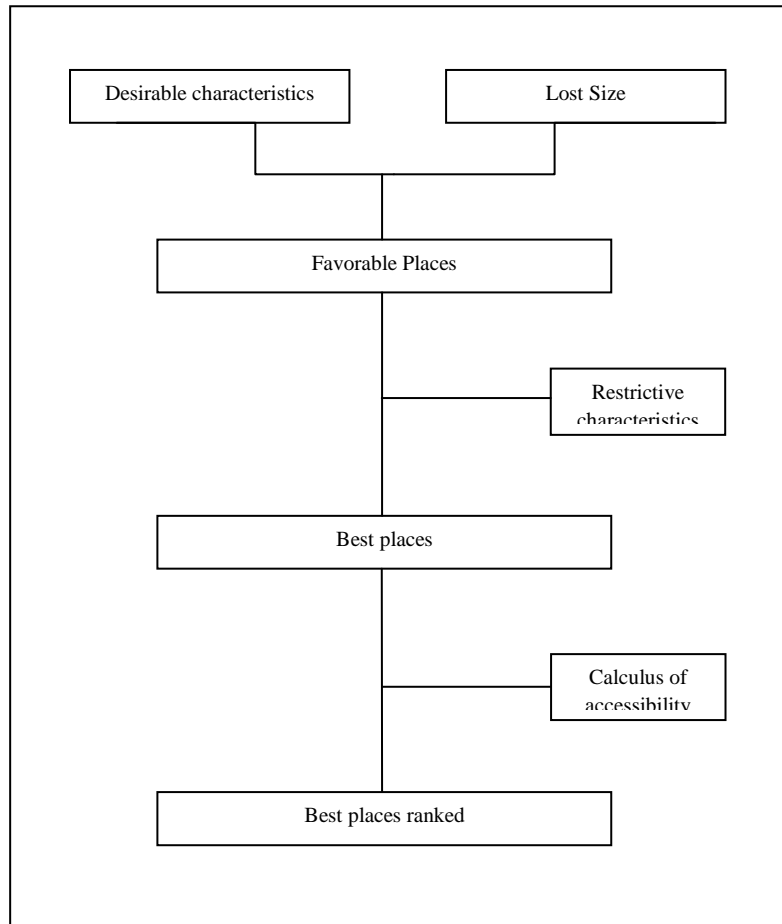 Desirable characteristics
Lost Size
Favorable Places
Restrictive
characteristics
Best places
Calculus of
accessibility
Best places ranked